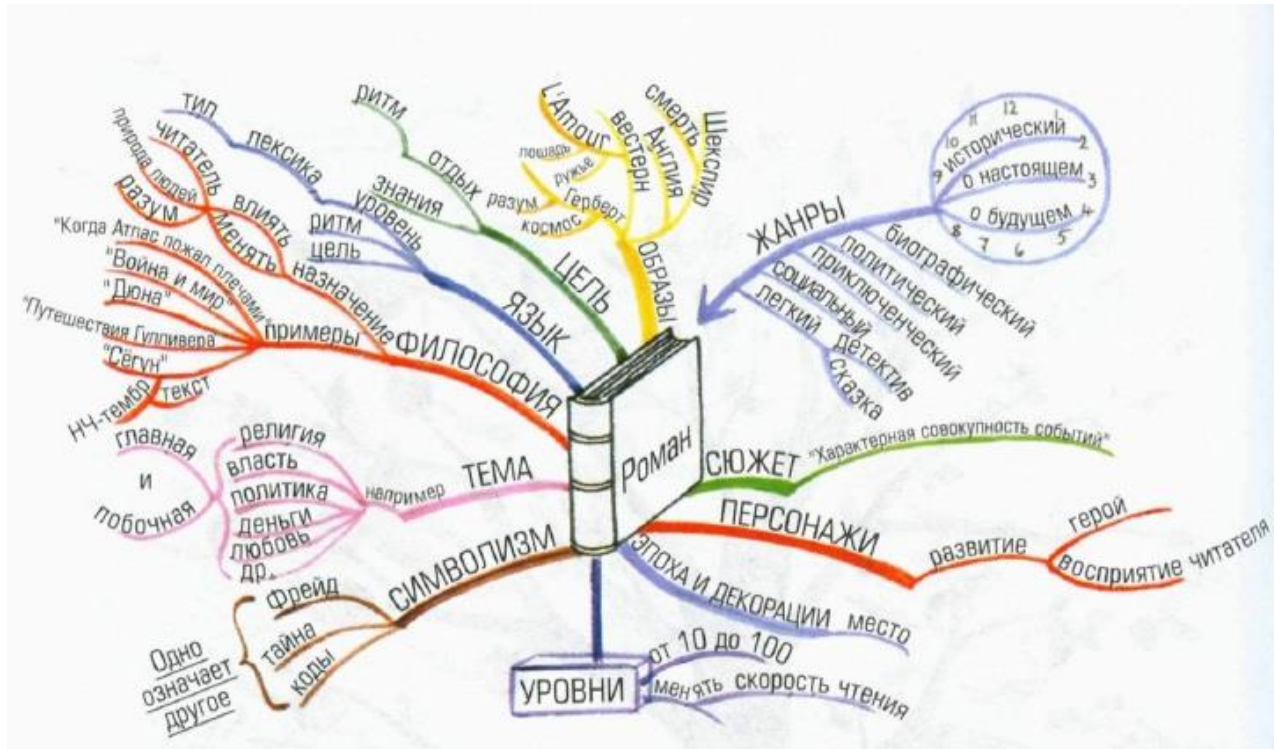 Роман
ЖАНРЫ
12
1
2
3
4
5
6
7
8
9
10
11
исторический
о настоящем
о будущем
биографический
политический
приключенческий
социальный
легкий
детектив
сказка
СЮЖЕТ
"Характерная совокупность событий"
ПЕРСОНАЖИ
развитие
герой
восприятие читателя
ЭПОХА И ДЕКОРАЦИИ
место
УРОВНИ
от 10 до 100
менять скорость чтения
СИМВОЛИЗМ
Фрейд
тайна
коды
Одно
означает
другое
ТЕМА
например
религия
власть
политика
деньги
любовь
др.
главная
и
побочная
ФИЛОСОФИЯ
назначение
влиять
менять
читатель
природа людей
разум
примеры
"Когда Атлас пожал плечами"
"Война и мир"
"Дюна"
"Путешествия Гулливера"
"Сёгун"
НЧ-тембр
текст
ЯЗЫК
уровень
лексика
тип
ритм
цель
ЦЕЛЬ
знания
отдых
ритм
ОБРАЗЫ
Герберт
разум
космос
вестерн
L'Amour
лошадь
ружье
Англия
Шекспир
смерть